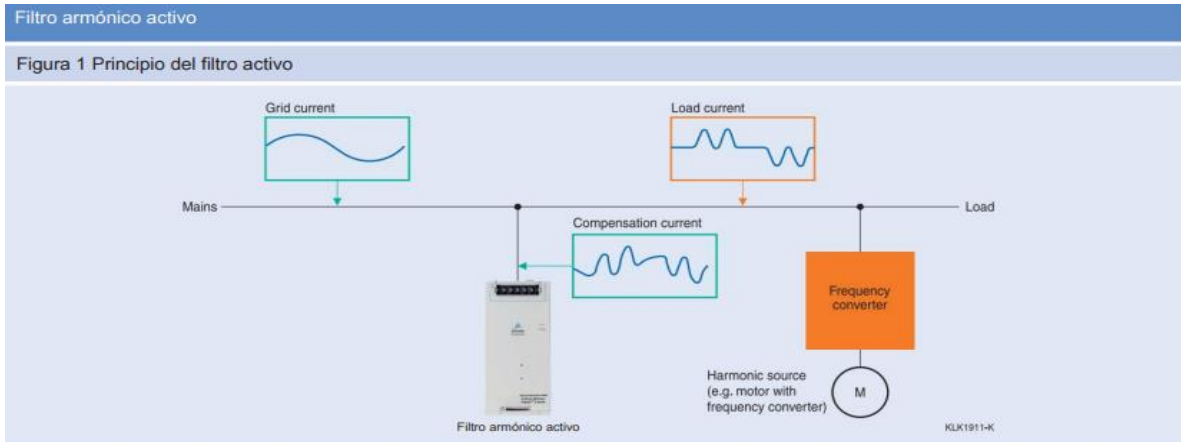 Filtro armónico activo
Figura 1 Principio del filtro activo
Grid current
Load current
Mains
Load
Compensation current
Frequency
converter
Harmonic source
(e.g. motor with
frequency converter)
M
Filtro armónico activo
KLK1911-K